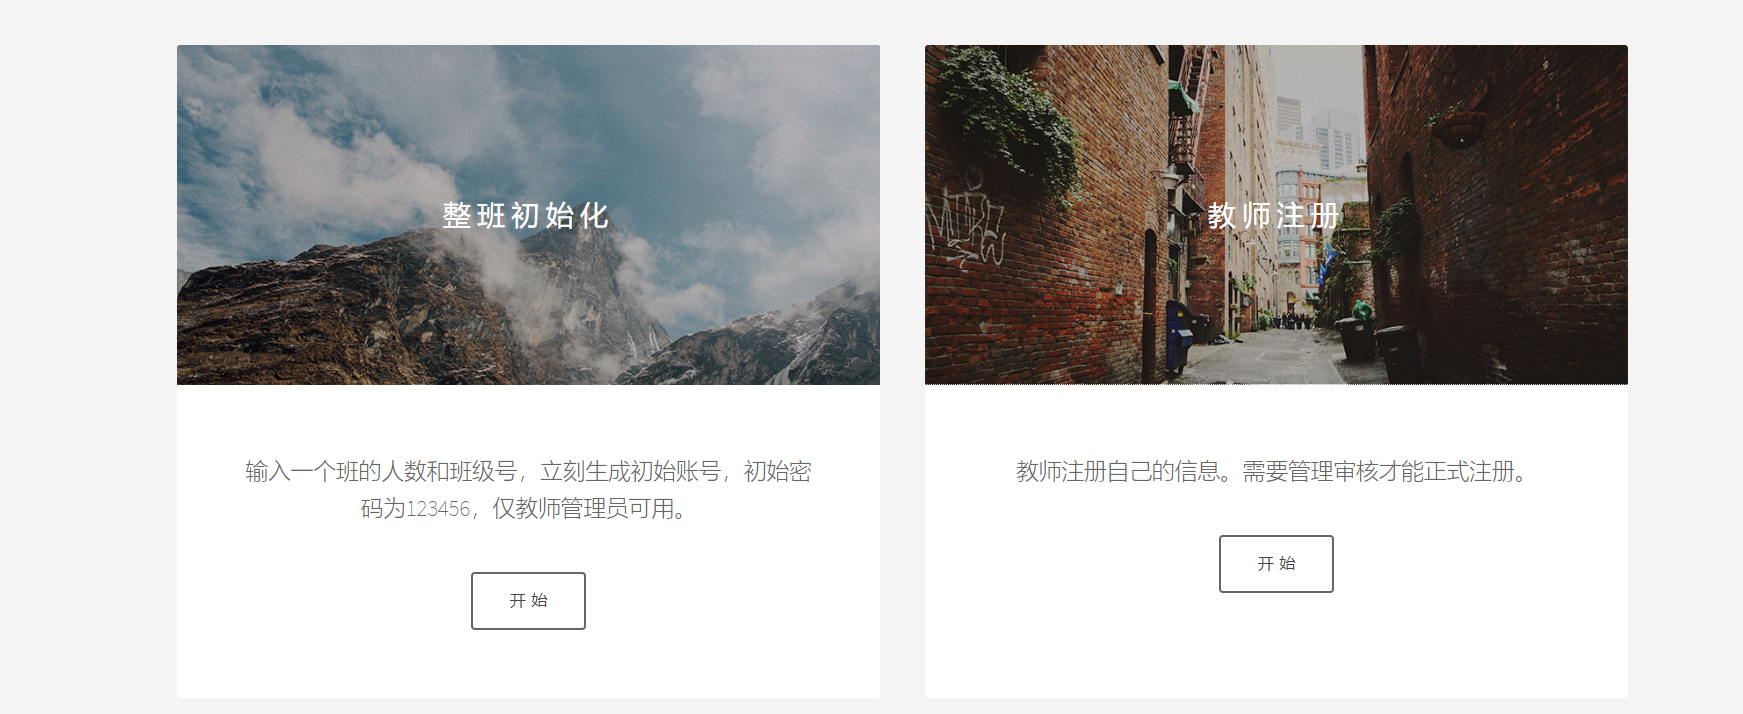 整班初始化
输入一个班的人数和班级号，立刻生成初始账号，初始密
码为123456，仅教师管理员可用。
开始
教师注册
教师注册自己的信息。需要管理审核才能正式注册。
开始